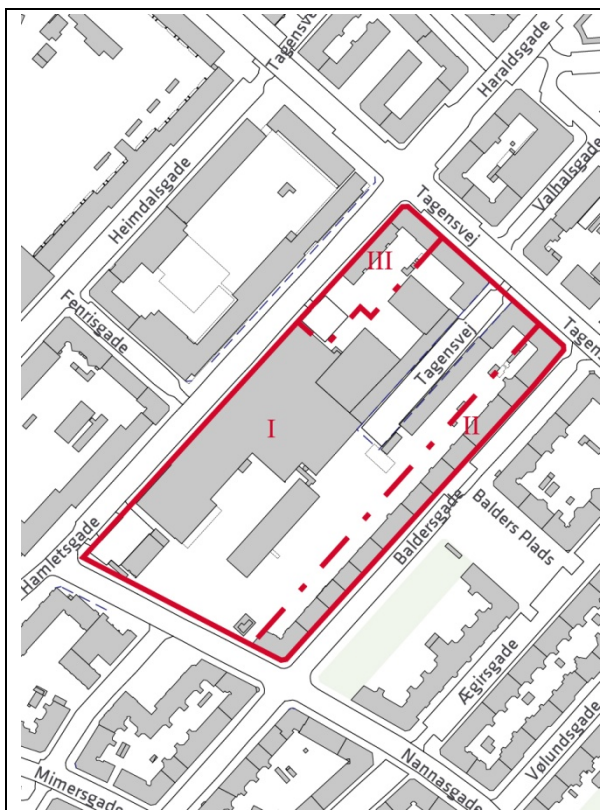 Tagensvej
Haraldsgade
Heimdalsgade
Valhalsgade
Tagensvej
III
Fenrisgade
Tagensvej
Tagens
II
I
Baldersgade
Balders Plads
Hamletsgade
Ægirsgade
Vølundsgade
Nannasgade
Mimersgade